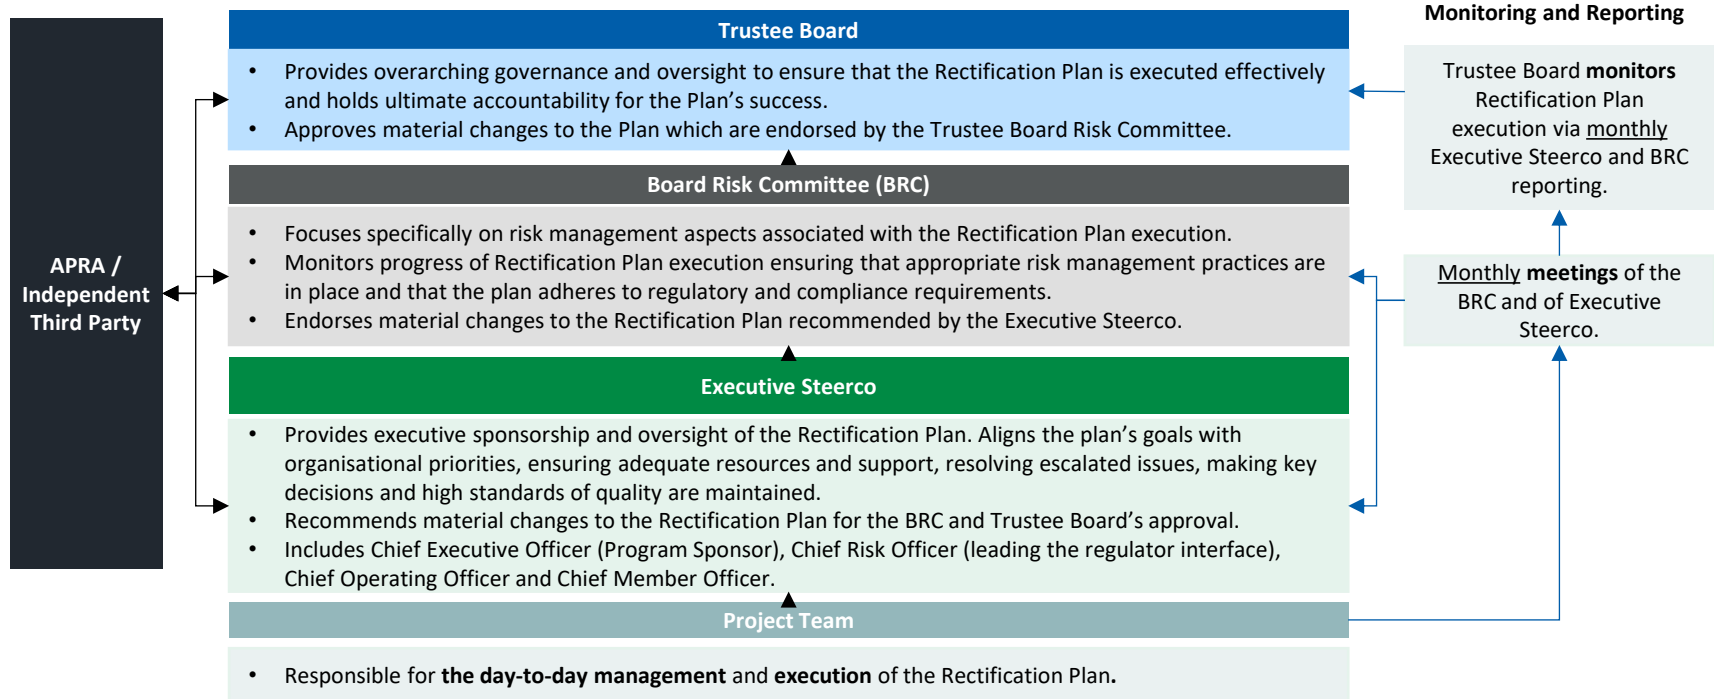 APRA /
Independent
Third Party
Trustee Board
• Provides overarching governance and oversight to ensure that the Rectification Plan is executed effectively
and holds ultimate accountability for the Plan’s success.
• Approves material changes to the Plan which are endorsed by the Trustee Board Risk Committee.
Board Risk Committee (BRC)
• Focuses specifically on risk management aspects associated with the Rectification Plan execution.
• Monitors progress of Rectification Plan execution ensuring that appropriate risk management practices are
in place and that the plan adheres to regulatory and compliance requirements.
• Endorses material changes to the Rectification Plan recommended by the Executive Steerco.
Executive Steerco
• Provides executive sponsorship and oversight of the Rectification Plan. Aligns the plan’s goals with
organisational priorities, ensuring adequate resources and support, resolving escalated issues, making key
decisions and high standards of quality are maintained.
• Recommends material changes to the Rectification Plan for the BRC and Trustee Board’s approval.
• Includes Chief Executive Officer (Program Sponsor), Chief Risk Officer (leading the regulator interface),
Chief Operating Officer and Chief Member Officer.
Project Team
• Responsible for the day-to-day management and execution of the Rectification Plan.
Monitoring and Reporting
Trustee Board monitors
Rectification Plan
execution via monthly
Executive Steerco and BRC
reporting.
Monthly meetings of the
BRC and of Executive
Steerco.